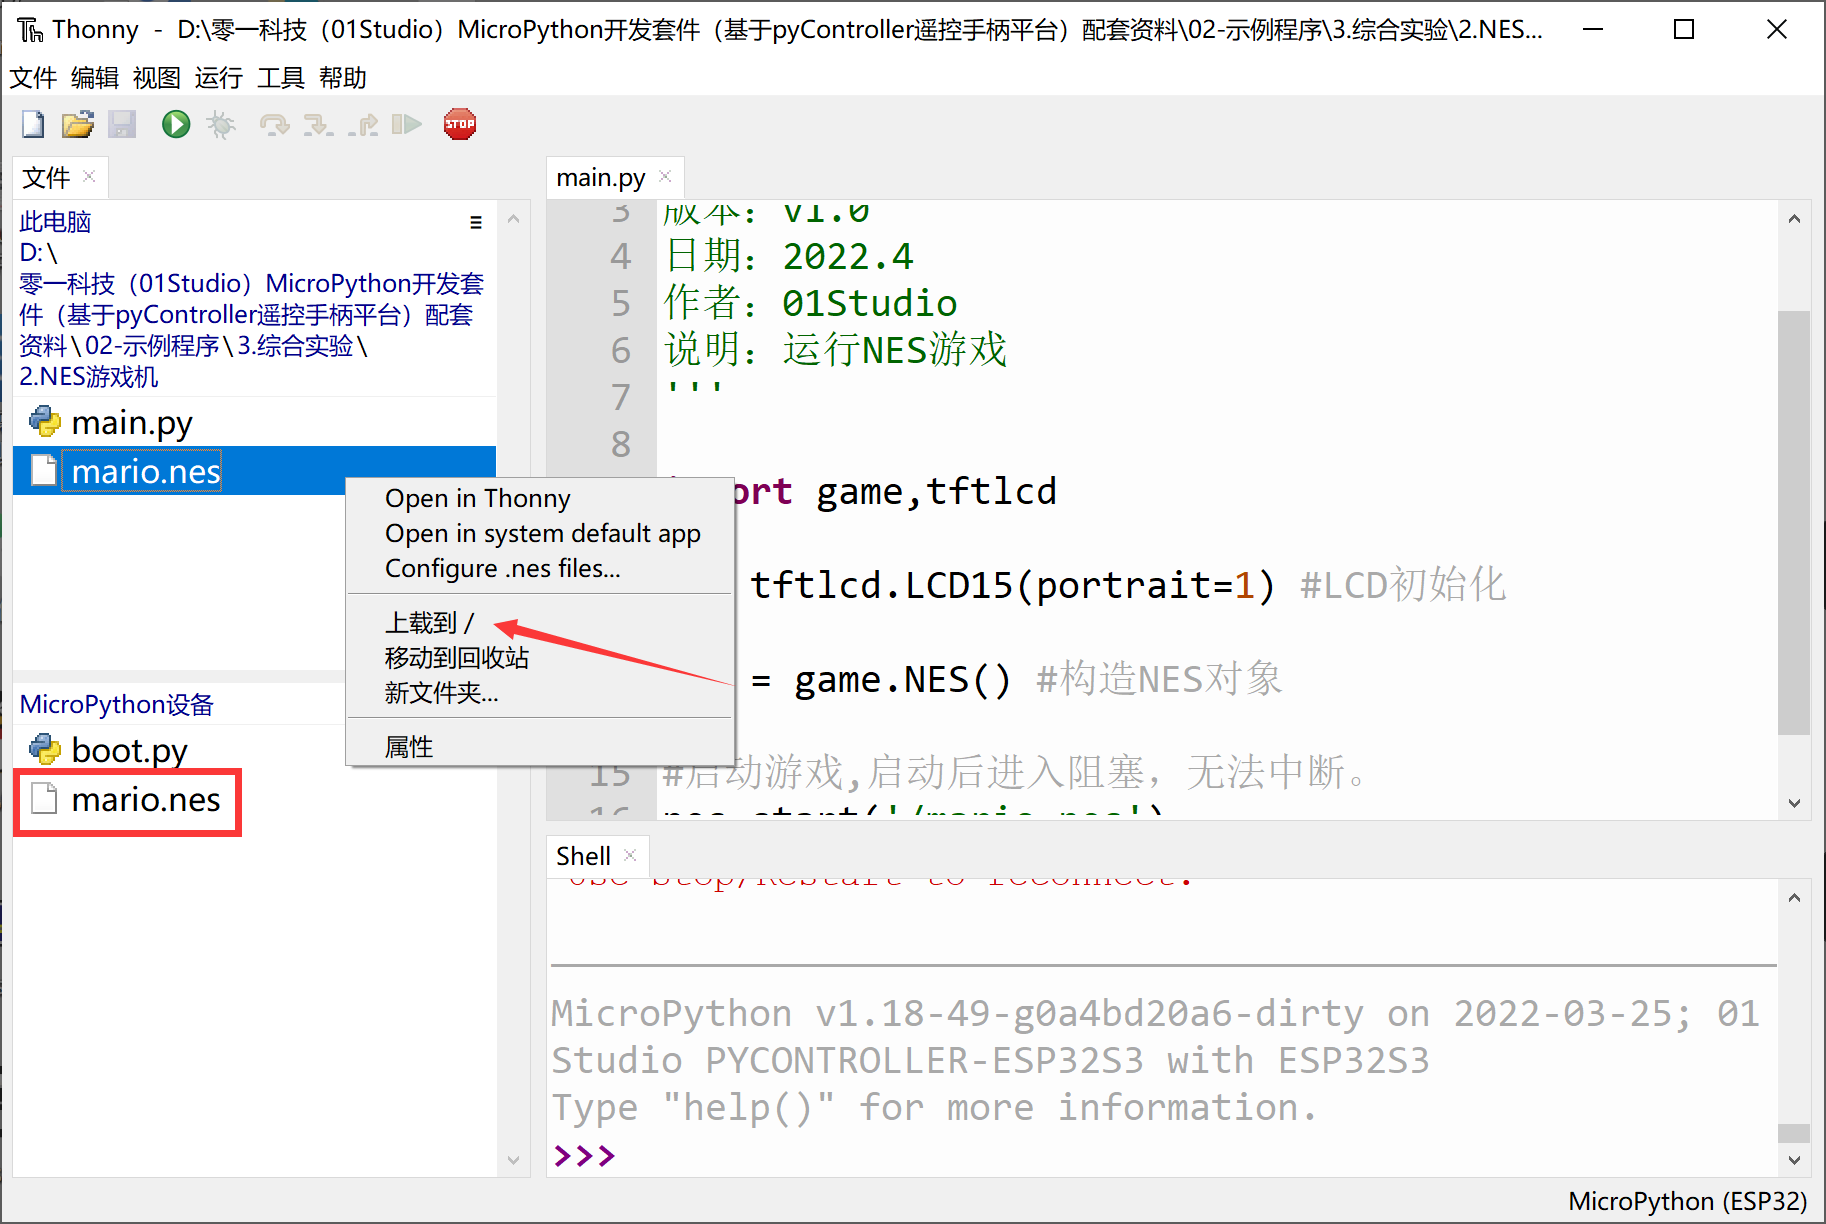 Thonny - D:\零一科技（01Studio）MicroPython开发套件（基于pyController遥控手柄平台）配套资料\02-示例程序\3.综合实验\2.NES...
文件 编辑 视图 运行 工具 帮助
STOP
文件
此电脑
D:\
零一科技（01Studio）MicroPython开发套
件（基于pyController遥控手柄平台）配套
资料\02-示例程序\3.综合实验\
2.NES游戏机
main.py
mario.nes
MicroPython设备
boot.py
mario.nes
Open in Thonny
Open in system default app
Configure .nes files...
上载到 /
移动到回收站
新文件夹...
属性
main.py
3 版本：v1.0
4 日期：2022.4
5 作者：01Studio
6 说明：运行NES游戏
7 '''
8
ort game,tftlcd
tftlcd.LCD15(portrait=1) #LCD初始化
= game.NES() #构造NES对象
15 #启动游戏,启动后进入阻塞，无法中断。
16 nes.start('/mario.nes')
Shell
Use Stop/Restart to reconnect.
MicroPython v1.18-49-g0a4bd20a6-dirty on 2022-03-25; 01
Studio PYCONTROLLER-ESP32S3 with ESP32S3
Type "help()" for more information.
>>>
MicroPython (ESP32)